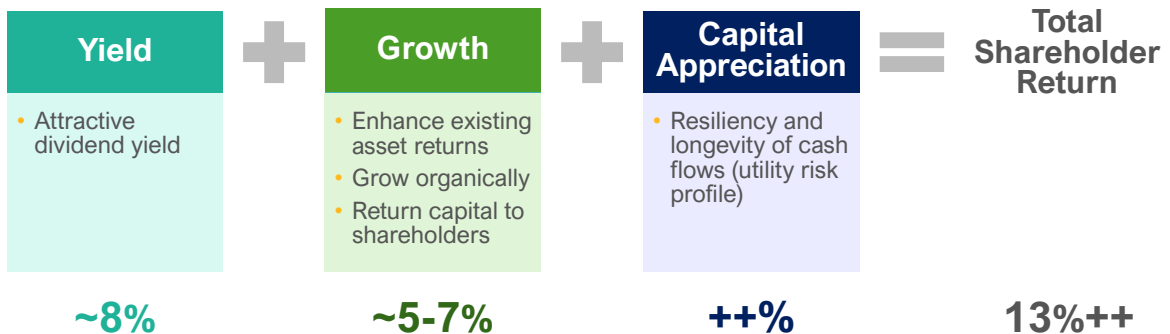 Yield
• Attractive
dividend yield
~8%
Growth
• Enhance existing
asset returns
• Grow organically
• Return capital to
shareholders
~5-7%
Capital
Appreciation
• Resiliency and
longevity of cash
flows (utility risk
profile)
++%
Total
Shareholder
Return
13%++